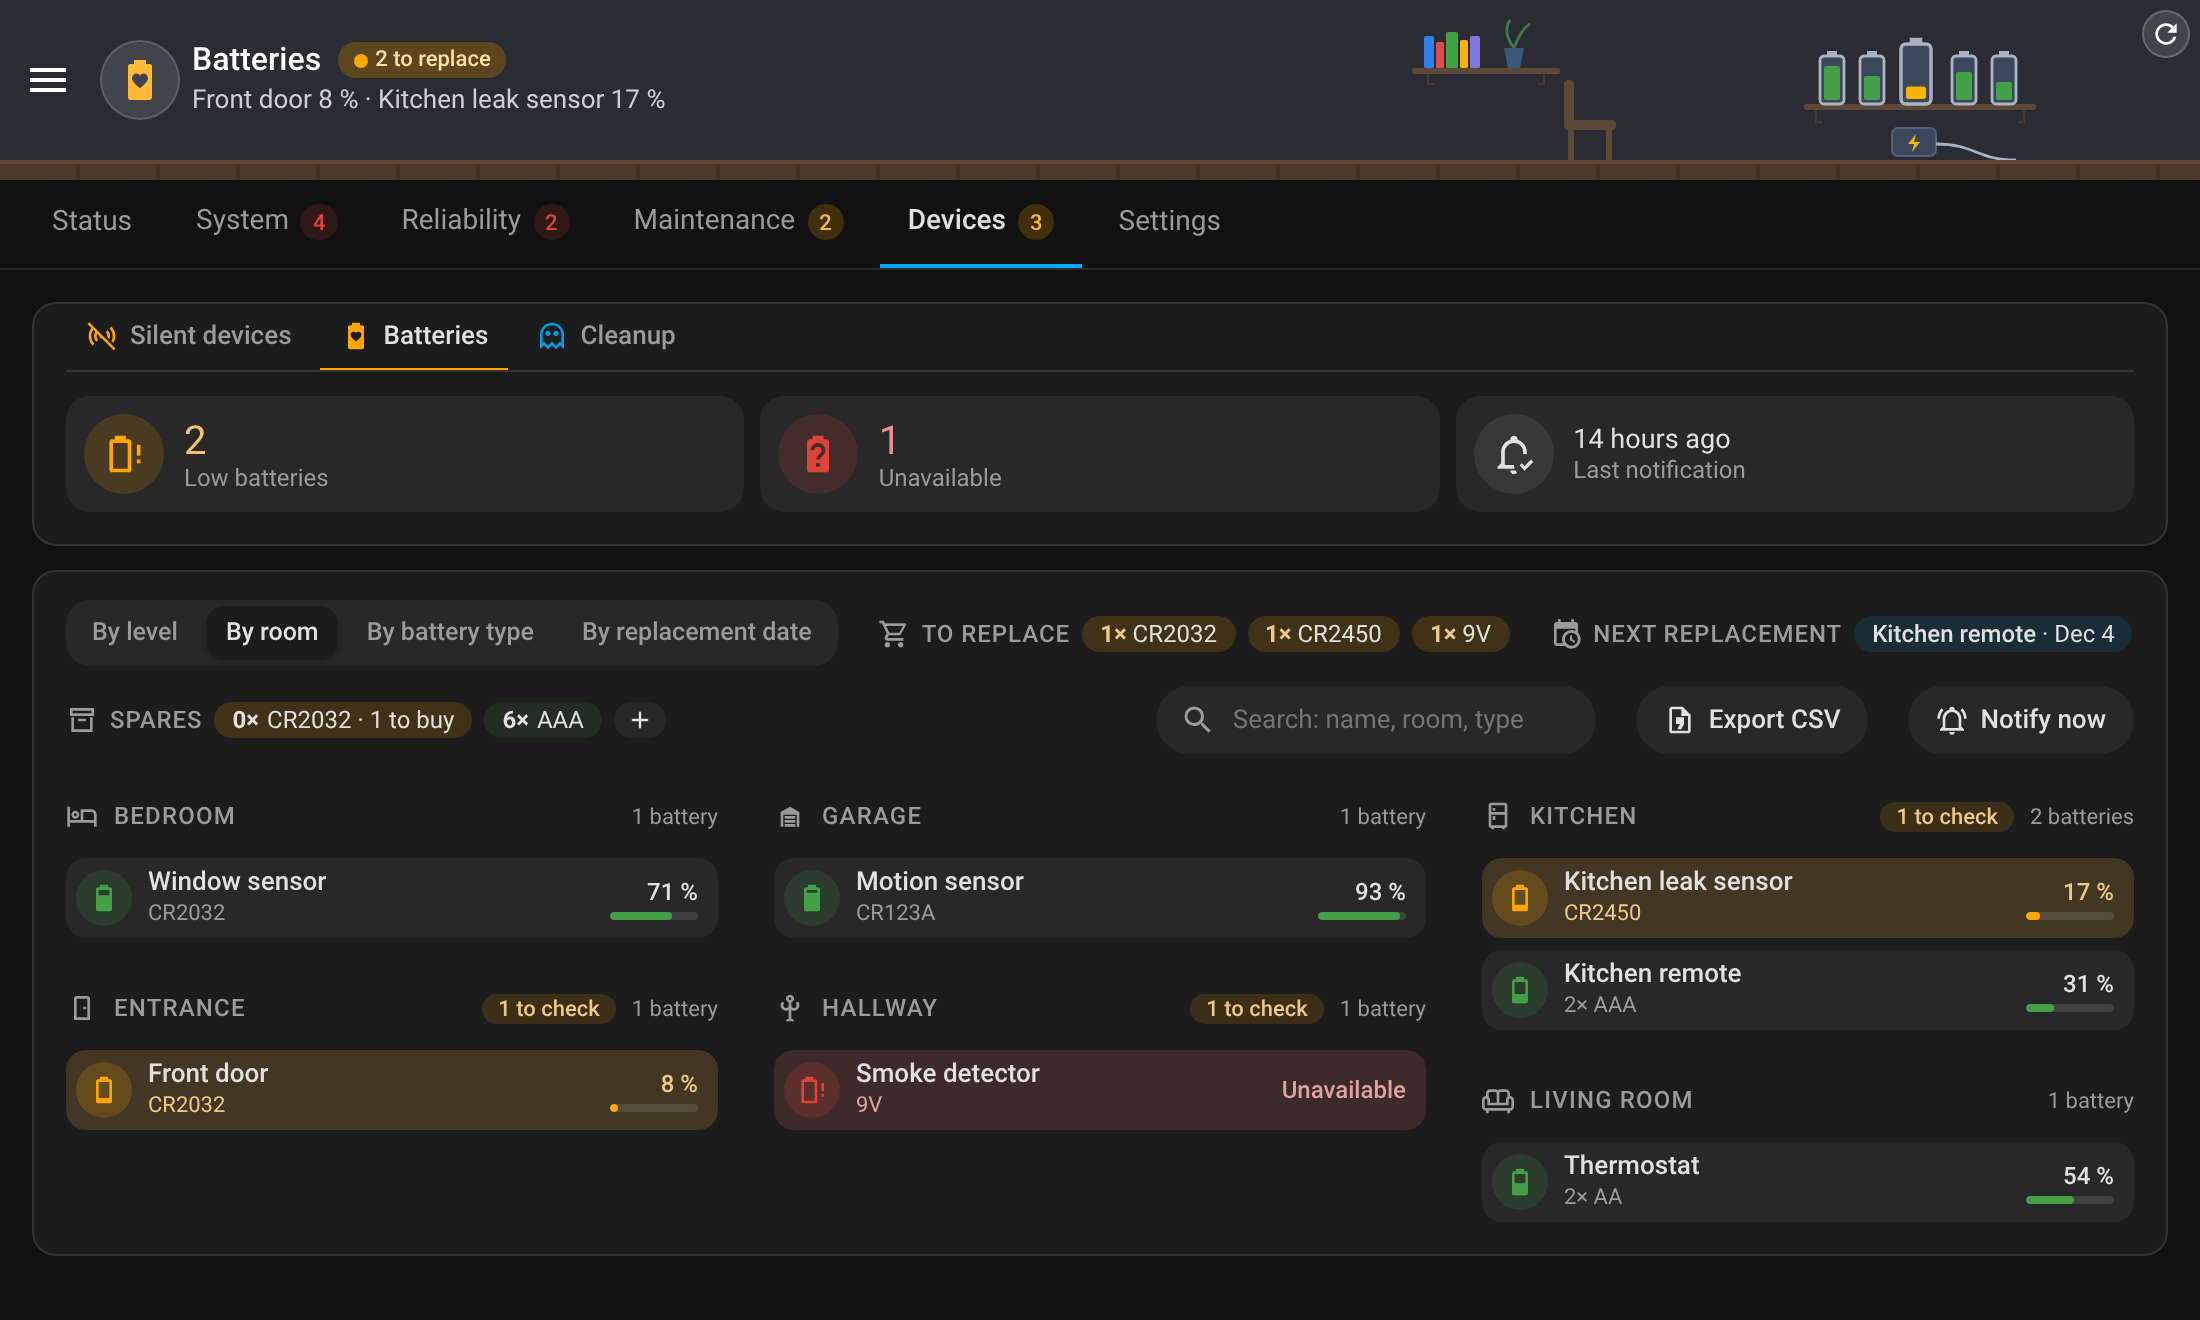 Batteries
2 to replace
Front door 8 % · Kitchen leak sensor 17 %
Status
System 4
Reliability 2
Maintenance 2
Devices 3
Settings
Silent devices
Batteries
Cleanup
2
Low batteries
1
Unavailable
14 hours ago
Last notification
By level
By room
By battery type
By replacement date
TO REPLACE
1× CR2032
1× CR2450
1× 9V
NEXT REPLACEMENT
Kitchen remote · Dec 4
SPARES
0× CR2032 · 1 to buy
6× AAA
+
Search: name, room, type
Export CSV
Notify now
BEDROOM
1 battery
Window sensor
CR2032
71 %
ENTRANCE
1 to check
1 battery
Front door
CR2032
8 %
GARAGE
1 battery
Motion sensor
CR123A
93 %
HALLWAY
1 to check
1 battery
Smoke detector
9V
Unavailable
KITCHEN
1 to check
2 batteries
Kitchen leak sensor
CR2450
17 %
Kitchen remote
2× AAA
31 %
LIVING ROOM
1 battery
Thermostat
2× AA
54 %